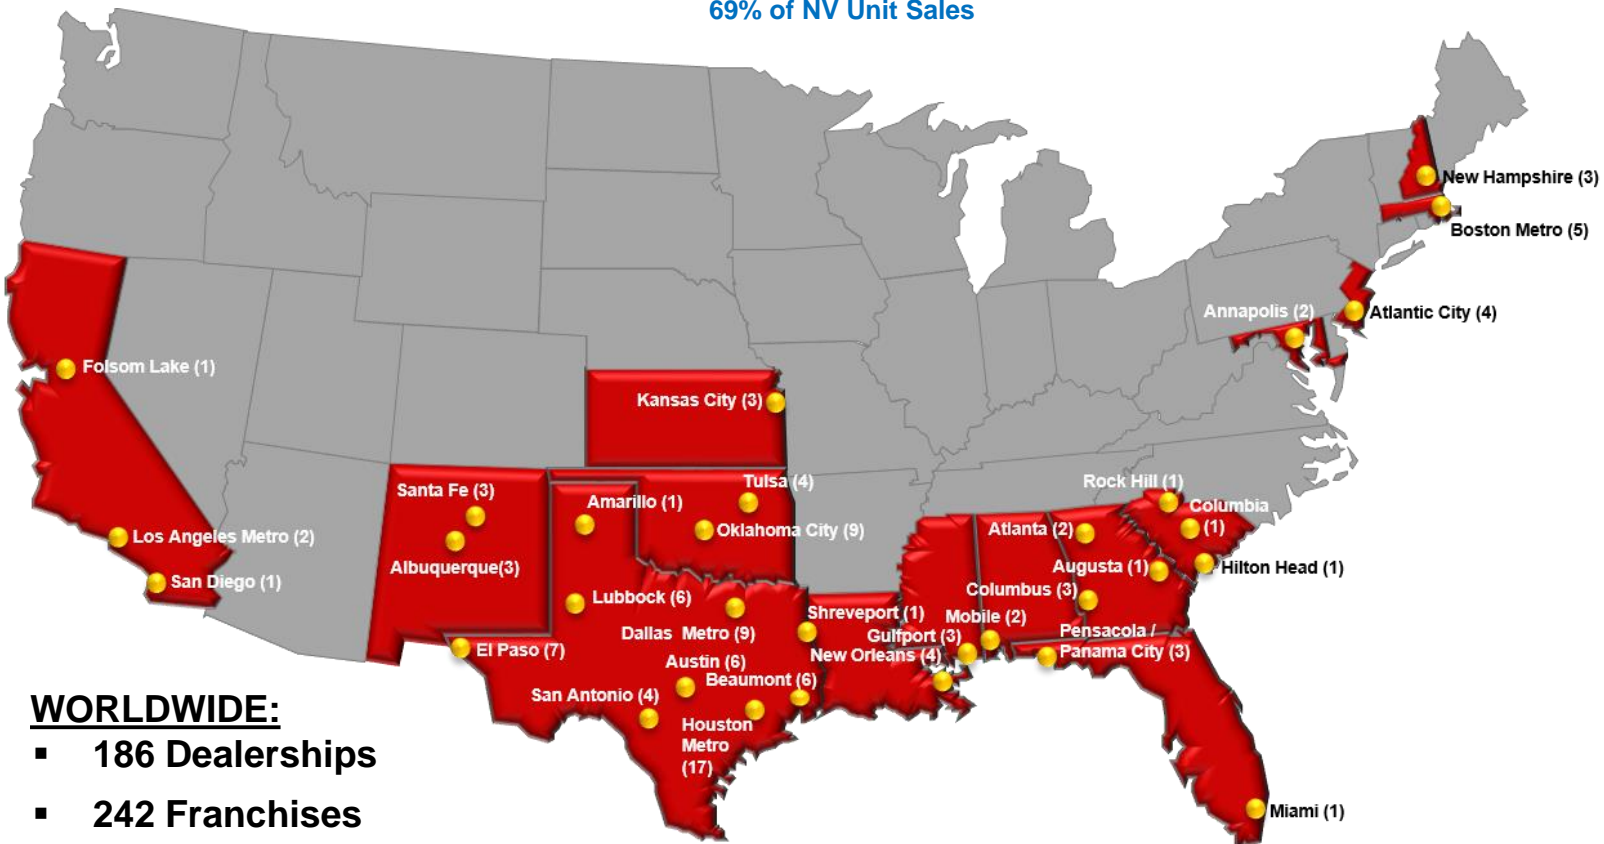 69% of NV Unit Sales
New Hampshire (3)
Boston Metro (5)
Annapolis (2)
Atlantic City (4)
Folsom Lake (1)
Kansas City (3)
Santa Fe (3)
Amarillo (1)
Tulsa (4)
Rock Hill (1)
Columbia
(1)
Los Angeles Metro (2)
Oklahoma City (9)
Atlanta (2)
Albuquerque(3)
Augusta (1)
Hilton Head (1)
San Diego (1)
Columbus (3)
Lubbock (6)
Shreveport (1)
Mobile (2)
Dallas Metro (9)
Gulfport (3)
Pensacola /
Panama City (3)
El Paso (7)
New Orleans (4)
Austin (6)
Beaumont (6)
San Antonio (4)
Houston
Metro
(17)
WORLDWIDE:
▪ 186 Dealerships
▪ 242 Franchises
Miami (1)